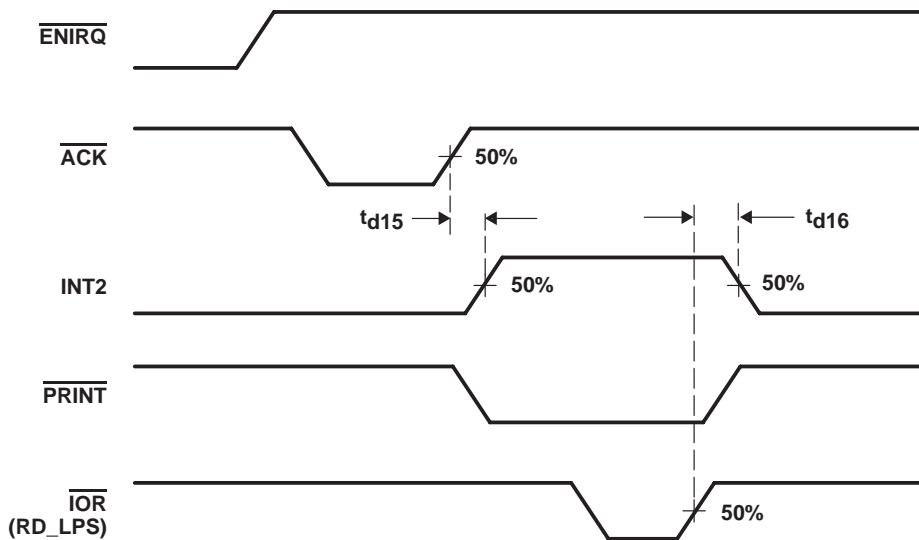 ENIRQ
ACK
50%
td15
td16
INT2
50%
50%
PRINT
IOR
(RD_LPS)
50%